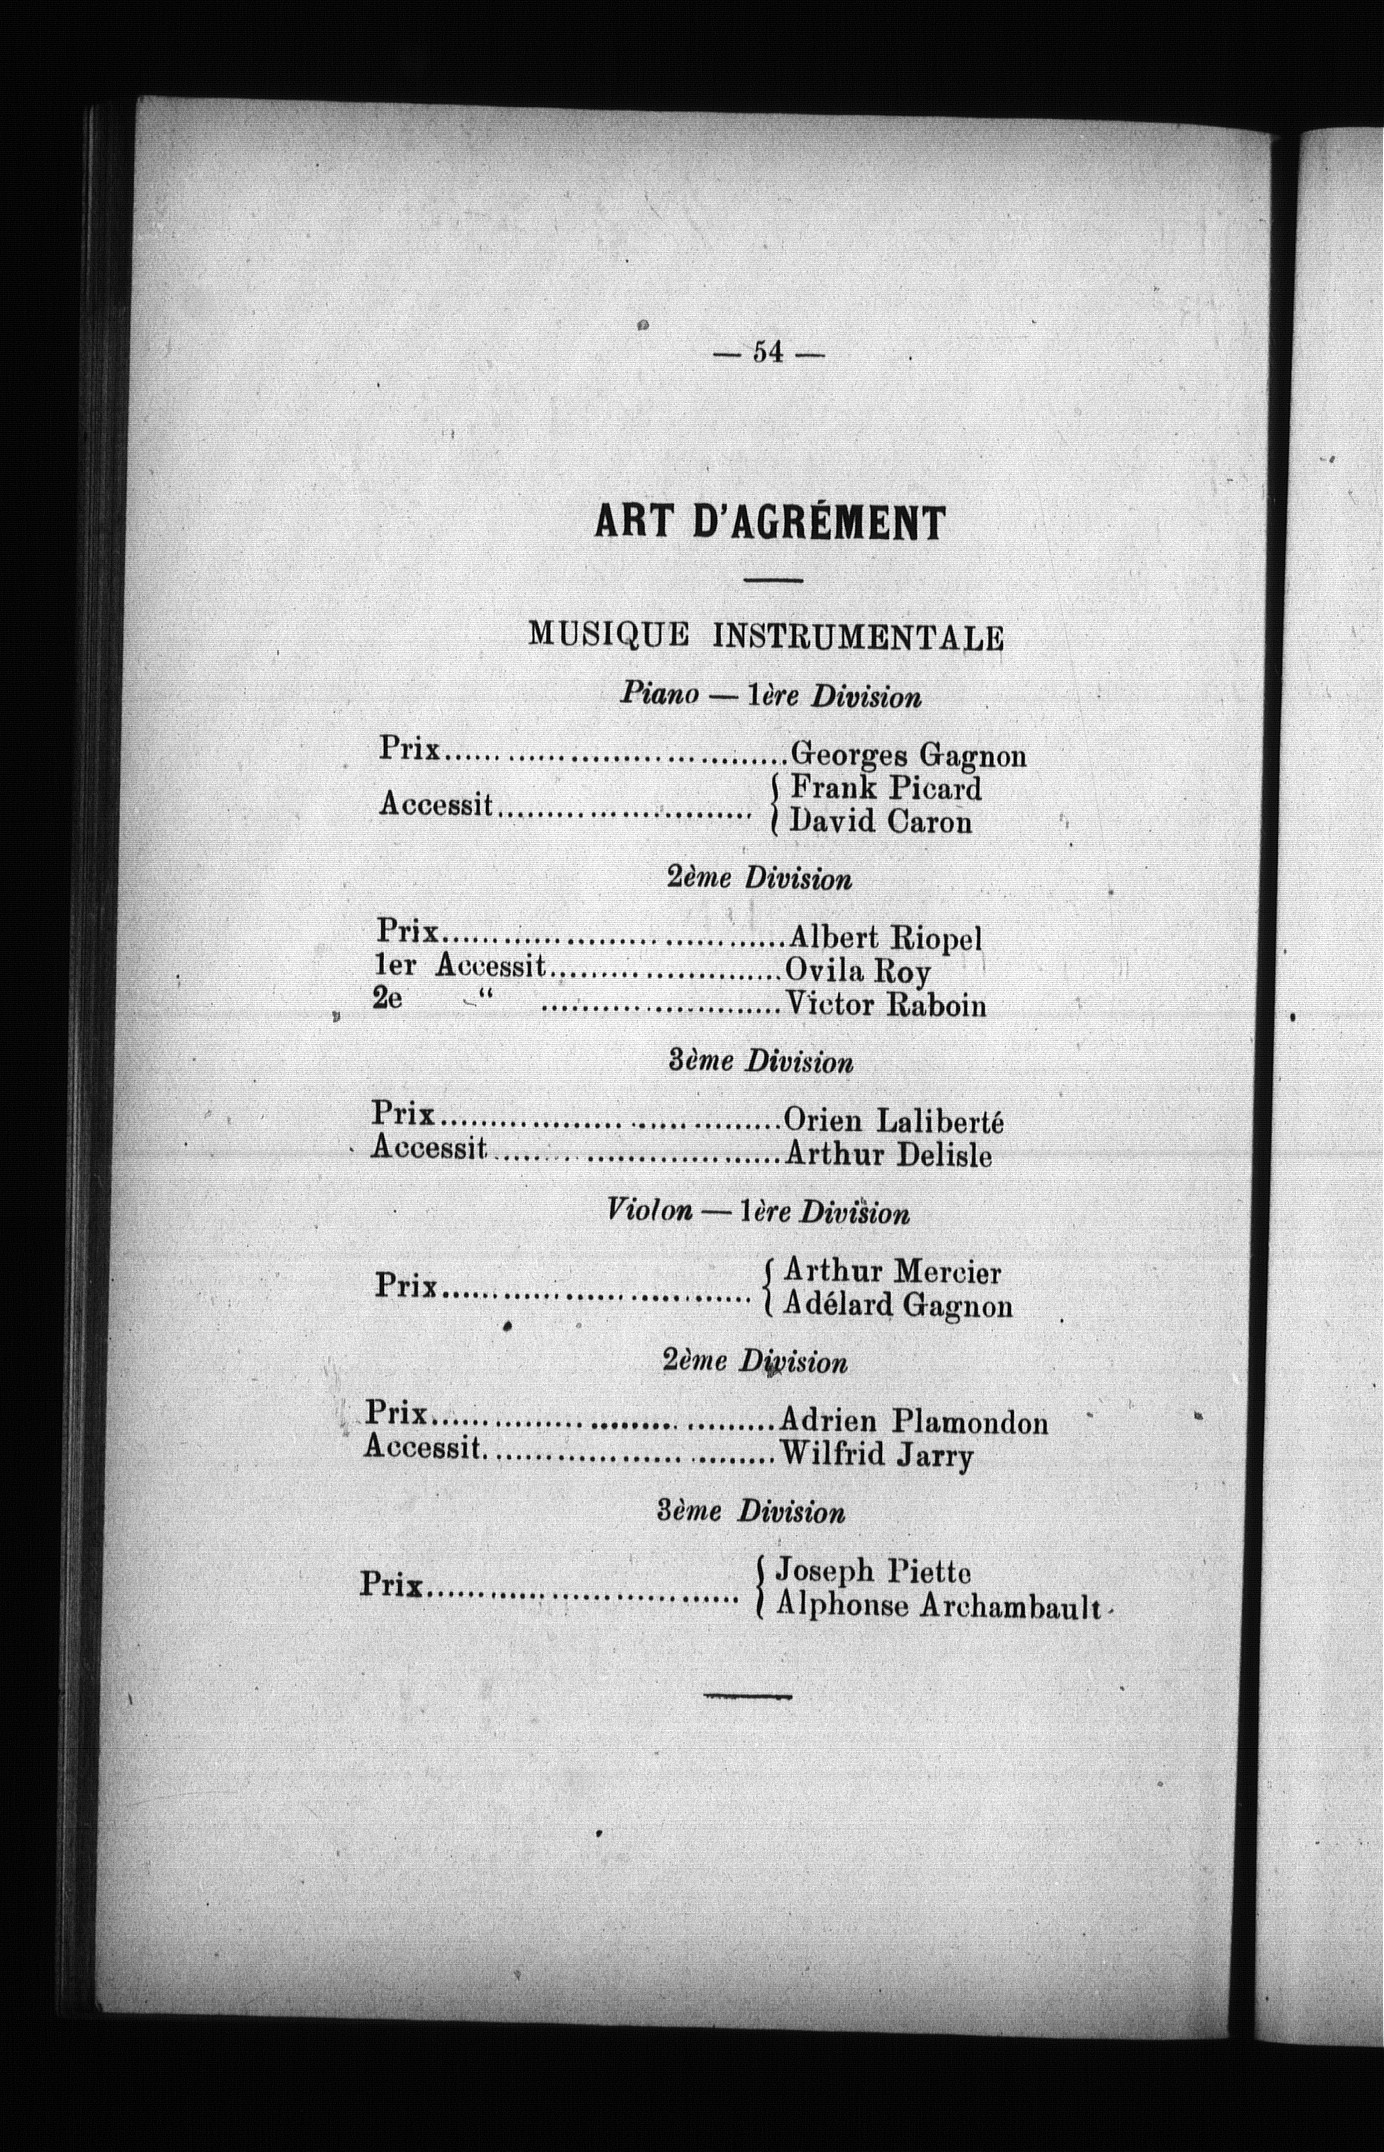 — 54 —
ART D'AGRÉMENT
MUSIQUE INSTRUMENTALE
Piano — 1ère Division
Prix..................................Georges Gagnon
Accessit......................... { Frank Picard
{ David Caron
2ème Division
Prix..................................Albert Riopel
1er Accessit.......................Ovila Roy
2e “ ........................Victor Raboin
3ème Division
Prix..................................Orien Laliberté
Accessit.............................Arthur Delisle
Violon — 1ère Division
Prix............................... { Arthur Mercier
{ Adélard Gagnon
2ème Division
Prix..................................Adrien Plamondon
Accessit.............................Wilfrid Jarry
3ème Division
Prix............................... { Joseph Piette
{ Alphonse Archambault